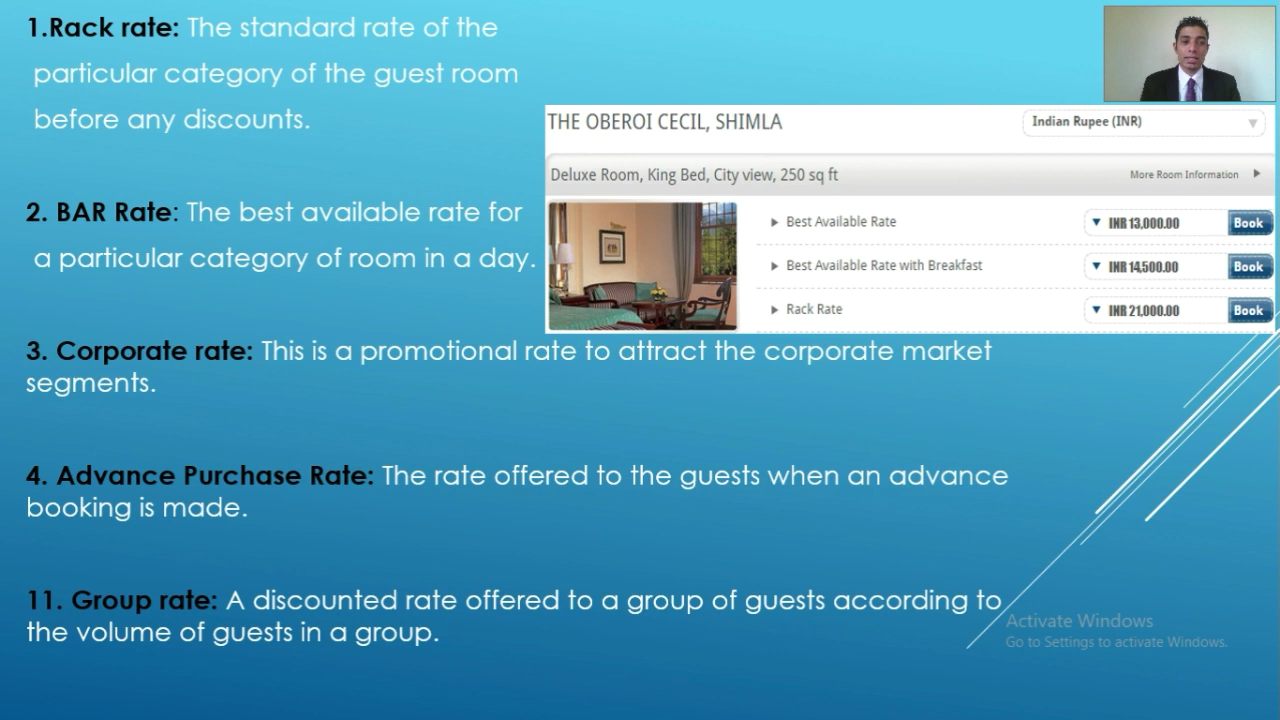 1.Rack rate: The standard rate of the
particular category of the guest room
before any discounts.
2. BAR Rate: The best available rate for
a particular category of room in a day.
THE OBEROI CECIL, SHIMLA
Indian Rupee (INR)
Deluxe Room, King Bed, City view, 250 sq ft
More Room Information
Best Available Rate
INR 13,000.00
Book
Best Available Rate with Breakfast
INR 14,500.00
Book
Rack Rate
INR 21,000.00
Book
3. Corporate rate: This is a promotional rate to attract the corporate market
segments.
4. Advance Purchase Rate: The rate offered to the guests when an advance
booking is made.
11. Group rate: A discounted rate offered to a group of guests according to
the volume of guests in a group.
Activate Windows
Go to Settings to activate Windows.